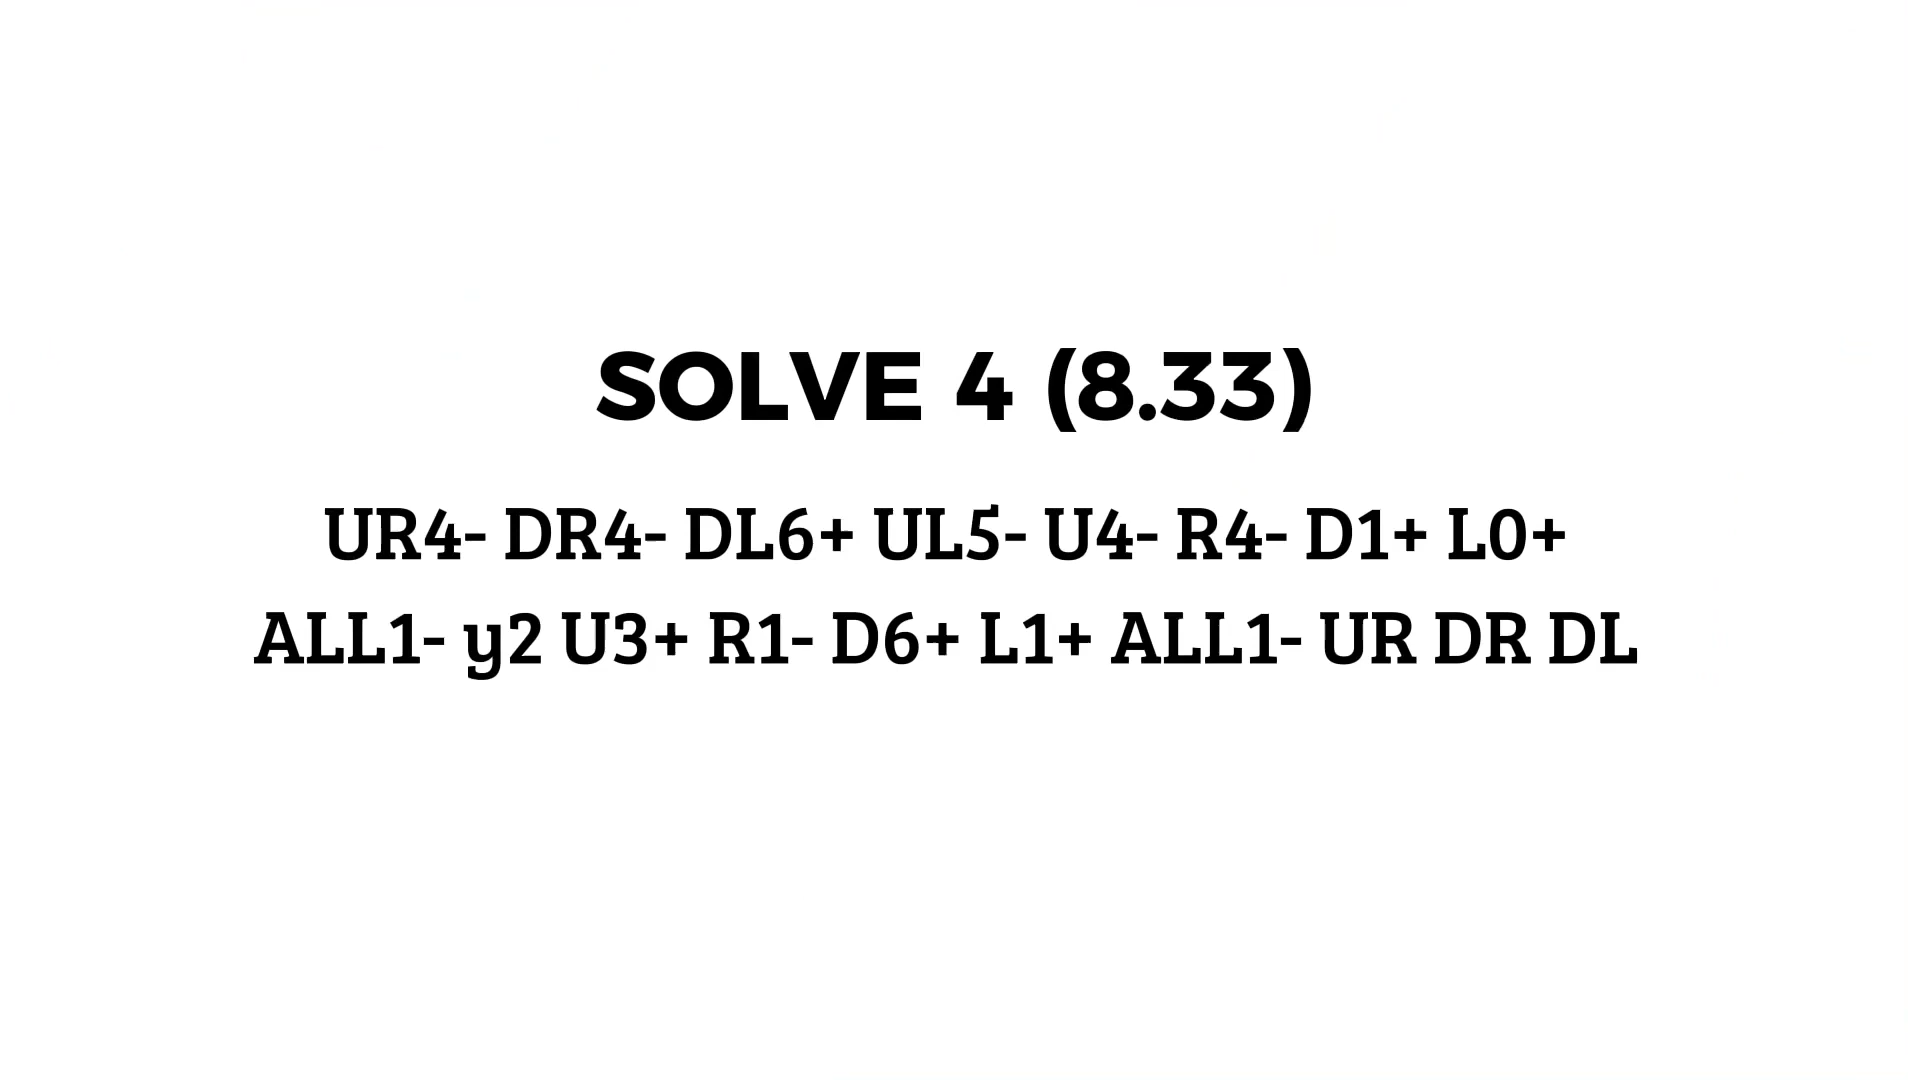 SOLVE 4 (8.33)
UR4- DR4- DL6+ UL5- U4- R4- D1+ L0+
ALL1- y2 U3+ R1- D6+ L1+ ALL1- UR DR DL